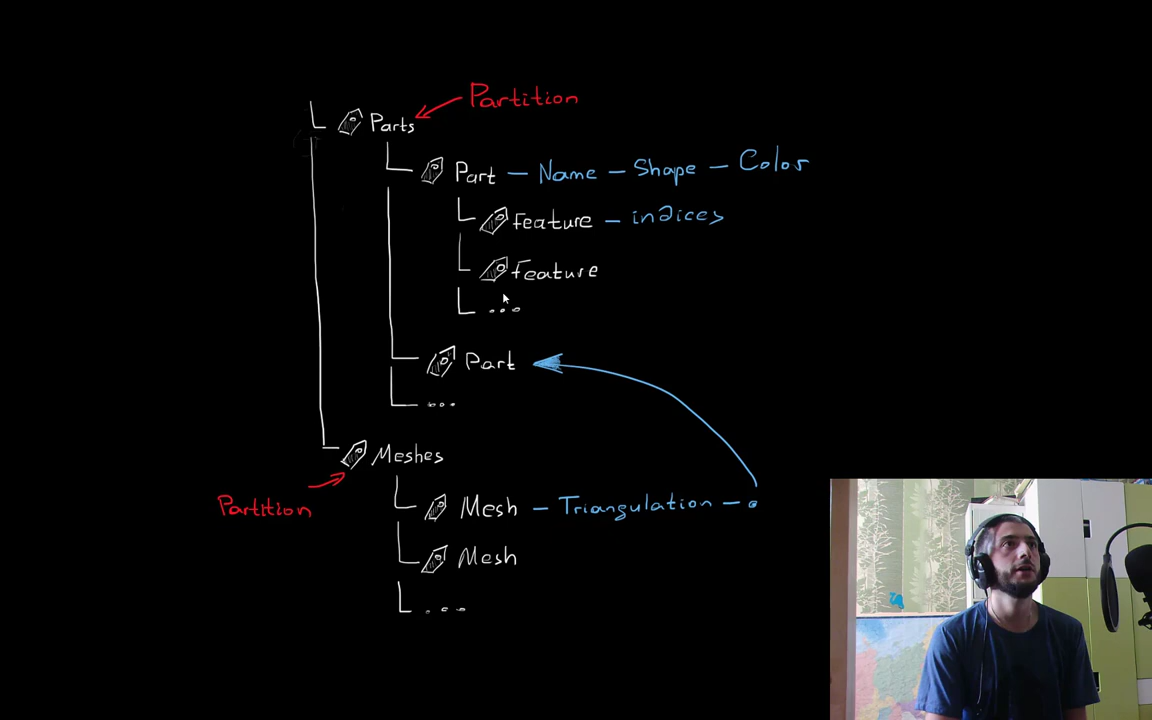 Partition
Parts
Part - Name - Shape - Color
Feature - indices
Feature
...
Part
...
Meshes
Partition
Mesh - Triangulation -
Mesh
...